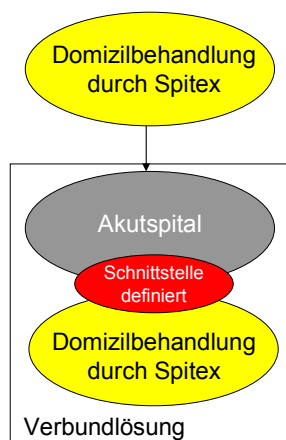 Domizilbehandlung
durch Spitex
Akutspital
Schnittstelle
definiert
Domizilbehandlung
durch Spitex
Verbundlösung